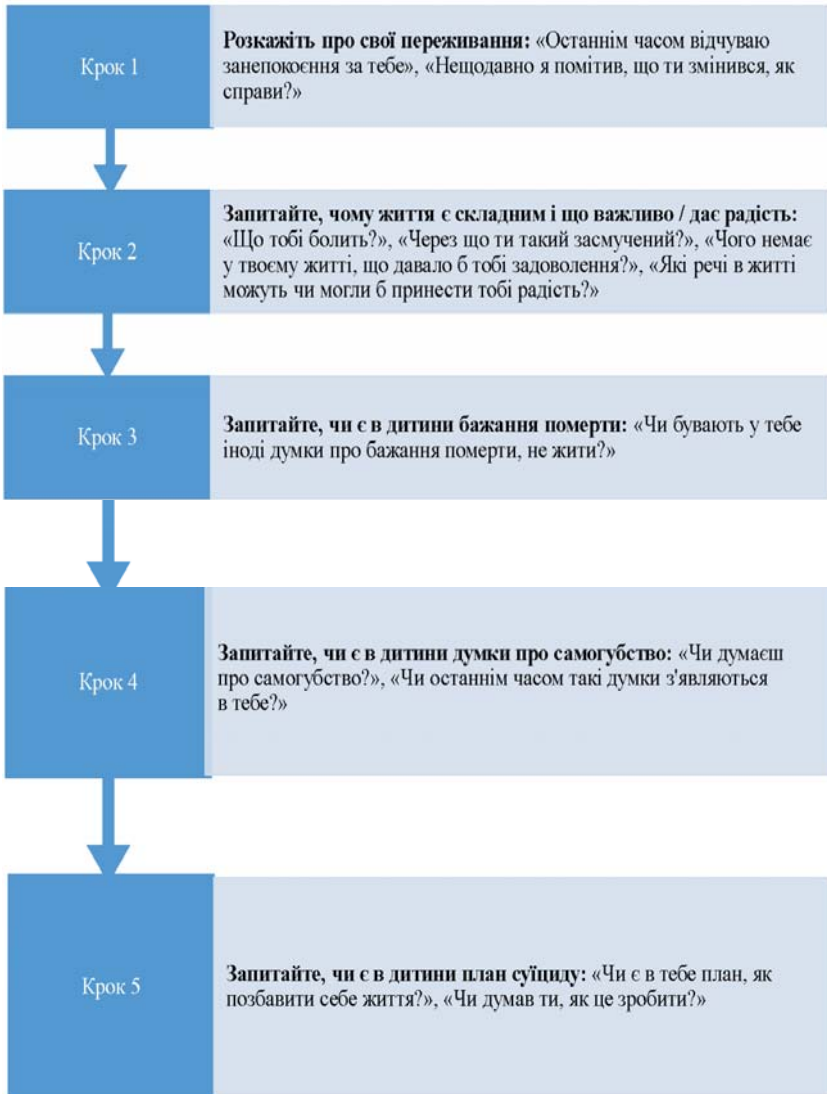 Крок 1
Розкажіть про свої переживання: «Останнім часом відчуваю
занепокоєння за тебе», «Нещодавно я помітив, що ти змінився, як
справи?»
Крок 2
Запитайте, чому життя є складним і що важливо / дає радість:
«Що тобі болить?», «Через що ти такий засмучений?», «Чого немає
у твоєму житті, що давало б тобі задоволення?», «Які речі в житті
можуть чи могли б принести тобі радість?»
Крок 3
Запитайте, чи є в дитини бажання померти: «Чи бувають у тебе
іноді думки про бажання померти, не жити?»
Крок 4
Запитайте, чи є в дитини думки про самогубство: «Чи думаєш
про самогубство?», «Чи останнім часом такі думки з'являються
в тебе?»
Крок 5
Запитайте, чи є в дитини план суїциду: «Чи є в тебе план, як
позбавити себе життя?», «Чи думав ти, як це зробити?»